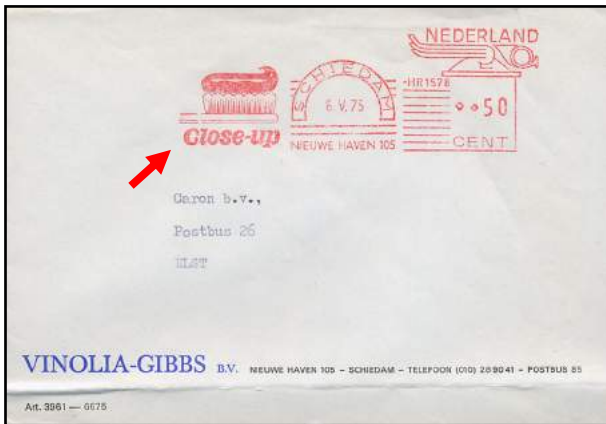 NEDERLAND
SCHIEDAM
-HR1578
6.V.75
50
Close-up
NIEUWE HAVEN 105
CENT
Caron b.v.,
Postbus 26
ELST
VINOLIA-GIBBS B.V. NIEUWE HAVEN 105 – SCHIEDAM – TELEFOON (010) 269041 – POSTBUS 85
Art. 3961 — 6675